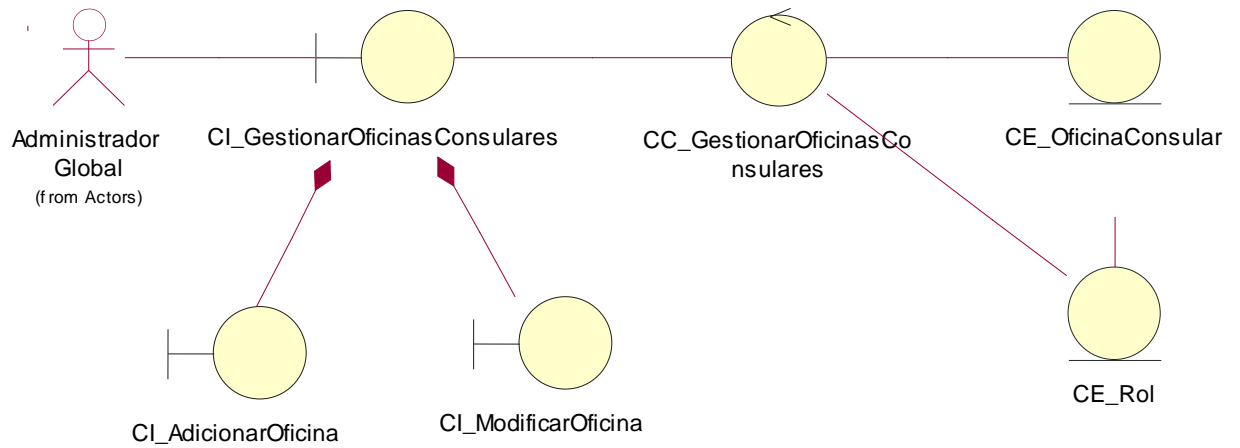 Administrador
Global
(from Actors)
CI_GestionarOficinasConsulares
CC_GestionarOficinasCo
nsulares
CE_OficinaConsular
CI_AdicionarOficina
CI_ModificarOficina
CE_Rol